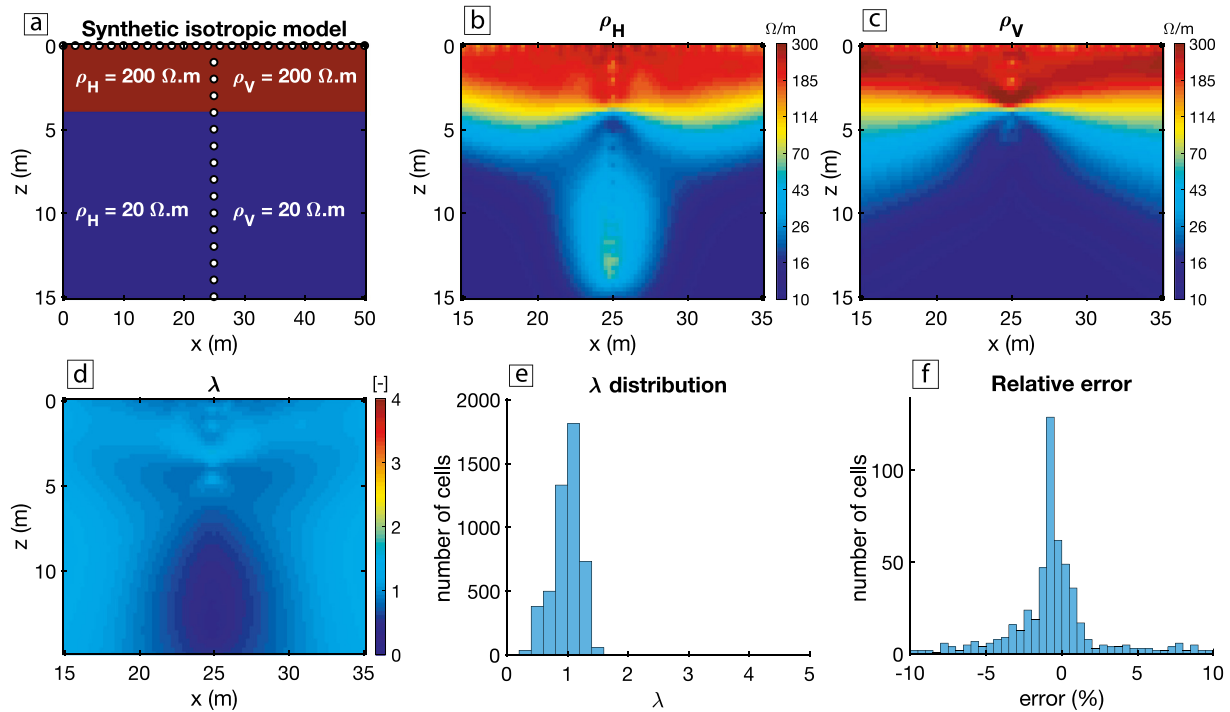 a
Synthetic isotropic model
ρH = 200 Ω.m
ρV = 200 Ω.m
ρH = 20 Ω.m
ρV = 20 Ω.m
0
5
10
15
z (m)
0 10 20 30 40 50
x (m)
b
ρH
Ω/m
0
5
10
15
z (m)
15 20 25 30 35
x (m)
300
185
114
70
43
26
16
10
c
ρV
Ω/m
0
5
10
15
z (m)
15 20 25 30 35
x (m)
300
185
114
70
43
26
16
10
d
λ
[-]
0
5
10
z (m)
15 20 25 30 35
x (m)
4
3
2
1
0
e
λ distribution
2000
1500
1000
500
0
number of cells
0 1 2 3 4 5
λ
f
Relative error
100
50
0
number of cells
-10 -5 0 5 10
error (%)